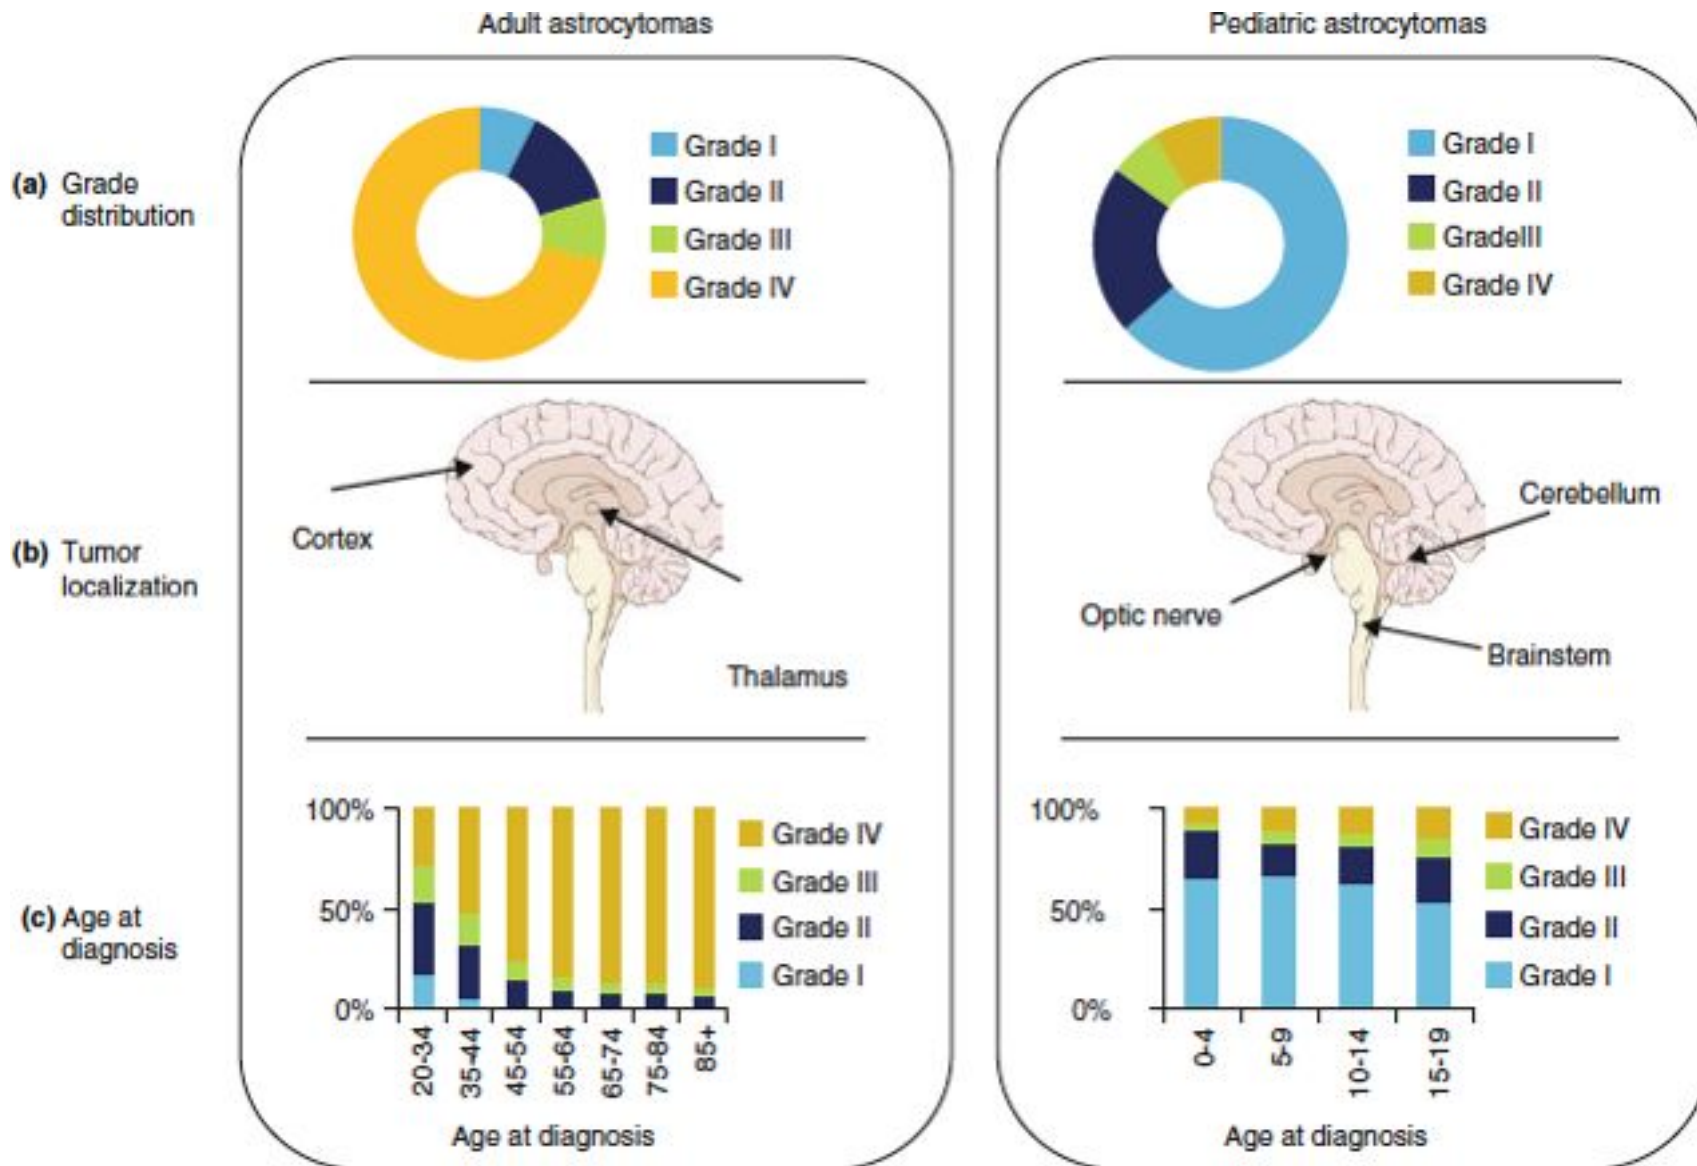 Adult astrocytomas
Pediatric astrocytomas
(a) Grade
distribution
Grade I
Grade II
Grade III
Grade IV
Grade I
Grade II
GradeIII
Grade IV
(b) Tumor
localization
Cortex
Thalamus
Cerebellum
Optic nerve
Brainstem
(c) Age at
diagnosis
100%
50%
0%
Grade IV
Grade III
Grade II
Grade I
20-34
35-44
45-54
55-64
65-74
75-84
85+
Age at diagnosis
100%
50%
0%
Grade IV
Grade III
Grade II
Grade I
0-4
5-9
10-14
15-19
Age at diagnosis